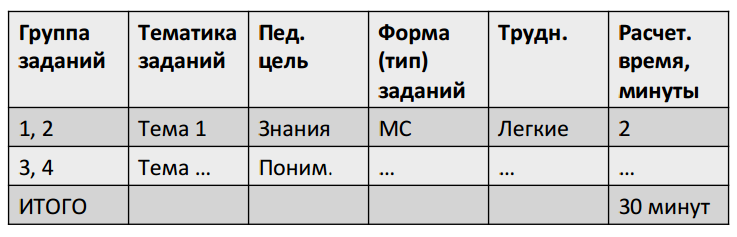 Группа заданий Тематика заданий Пед. цель Форма (тип) заданий Трудн. Расчет. время, минуты
1, 2 Тема 1 Знания МС Легкие 2
3, 4 Тема ... Поним. ... ... ...
ИТОГО 30 минут